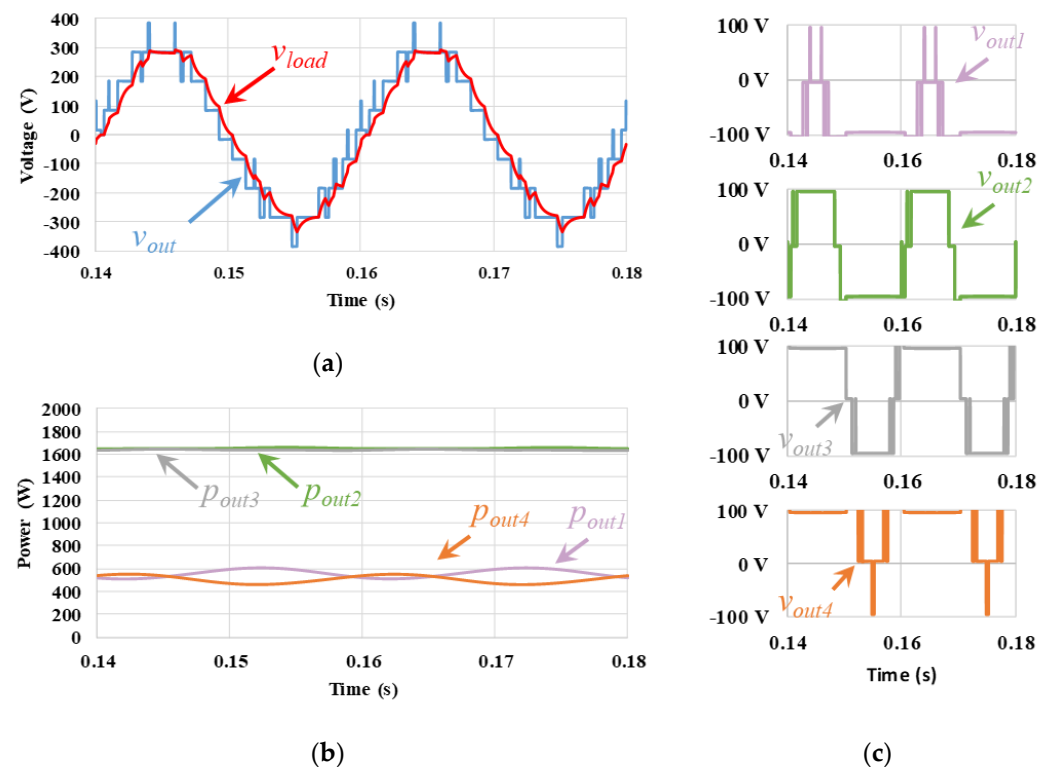 400
300
200
100
0
-100
-200
-300
-400
Voltage (V)
v_load
v_out
0.14 0.15 0.16 0.17 0.18
Time (s)
(a)
2000
1800
1600
1400
1200
1000
800
600
400
200
0
Power (W)
p_out3
p_out2
p_out4
p_out1
0.14 0.15 0.16 0.17 0.18
Time (s)
(b)
100 V
0 V
-100 V
v_out1
0.14 0.16 0.18
100 V
0 V
-100 V
v_out2
0.14 0.16 0.18
100 V
0 V
-100 V
v_out3
0.14 0.16 0.18
100 V
0 V
-100 V
v_out4
0.14 0.16 0.18
Time (s)
(c)